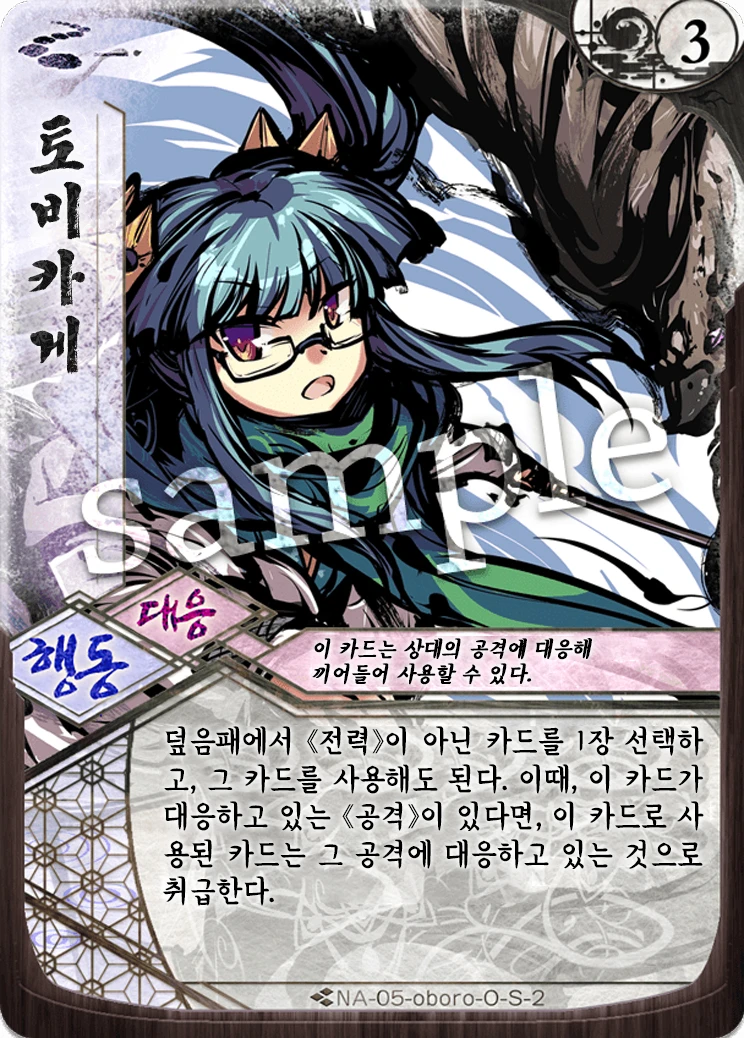 3
토비카게
sample
대응
행동
이 카드는 상대의 공격에 대응해
끼어들어 사용할 수 있다.
덮음패에서 《전력》이 아닌 카드를 1장 선택하
고, 그 카드를 사용해도 된다. 이때, 이 카드가
대응하고 있는 《공격》이 있다면, 이 카드로 사
용된 카드는 그 공격에 대응하고 있는 것으로
취급한다.
NA-05-oboro-O-S-2